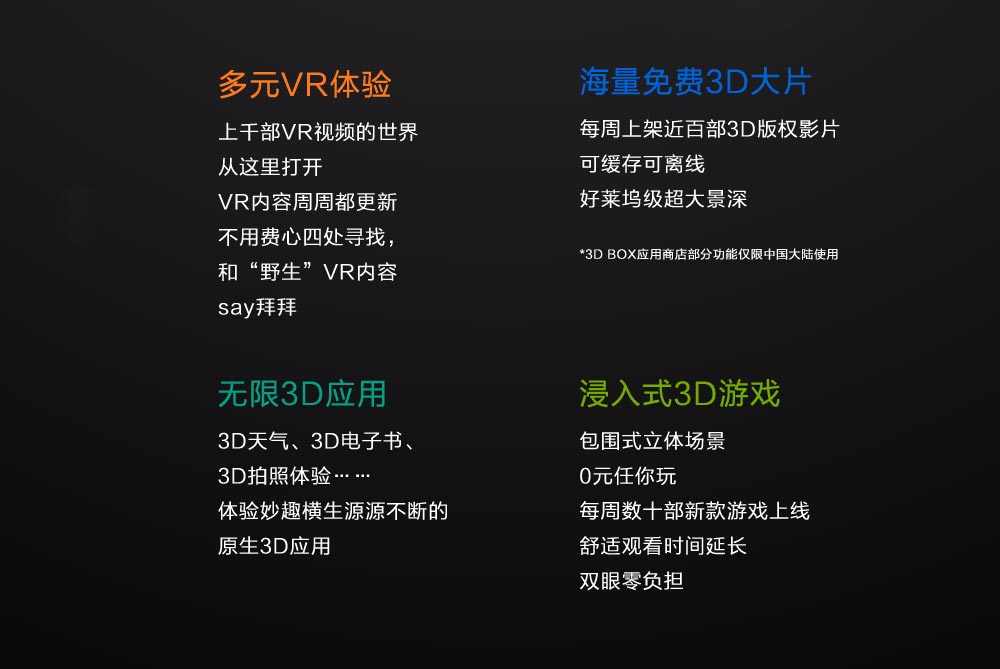 多元VR体验
上千部VR视频的世界
从这里打开
VR内容周周都更新
不用费心四处寻找，
和“野生”VR内容
say拜拜
海量免费3D大片
每周上架近百部3D版权影片
可缓存可离线
好莱坞级超大景深
*3D BOX应用商店部分功能仅限中国大陆使用
无限3D应用
3D天气、3D电子书、
3D拍照体验……
体验妙趣横生源源不断的
原生3D应用
浸入式3D游戏
包围式立体场景
0元任你玩
每周数十部新款游戏上线
舒适观看时间延长
双眼零负担